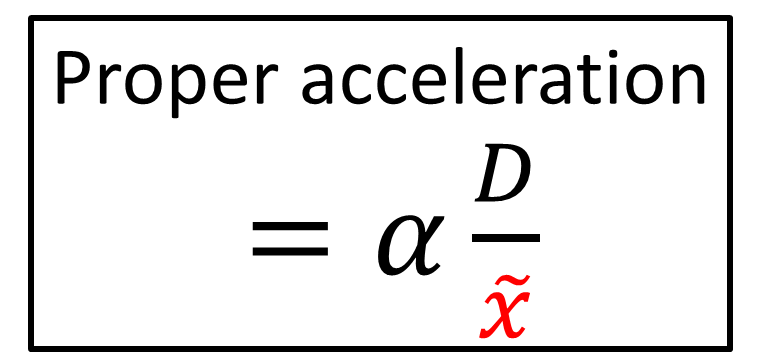 Proper acceleration
= α D/x̃